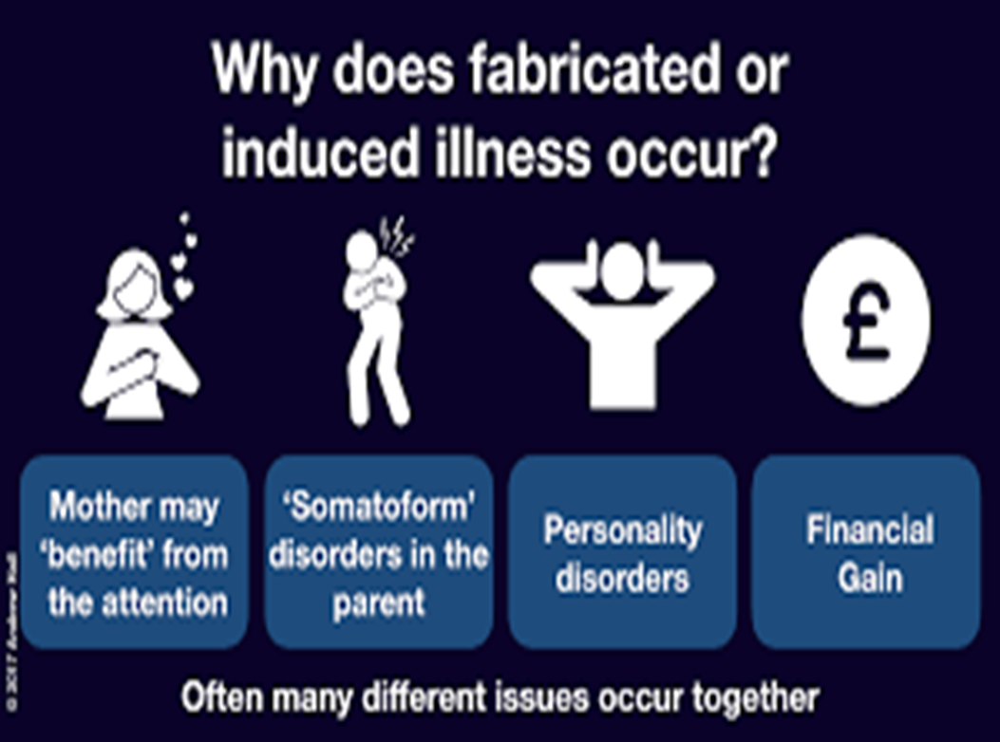 Why does fabricated or
induced illness occur?
£
Mother may
‘benefit’ from
the attention
‘Somatoform’
disorders in the
parent
Personality
disorders
Financial
Gain
Often many different issues occur together
© 2017 Andrew Hall